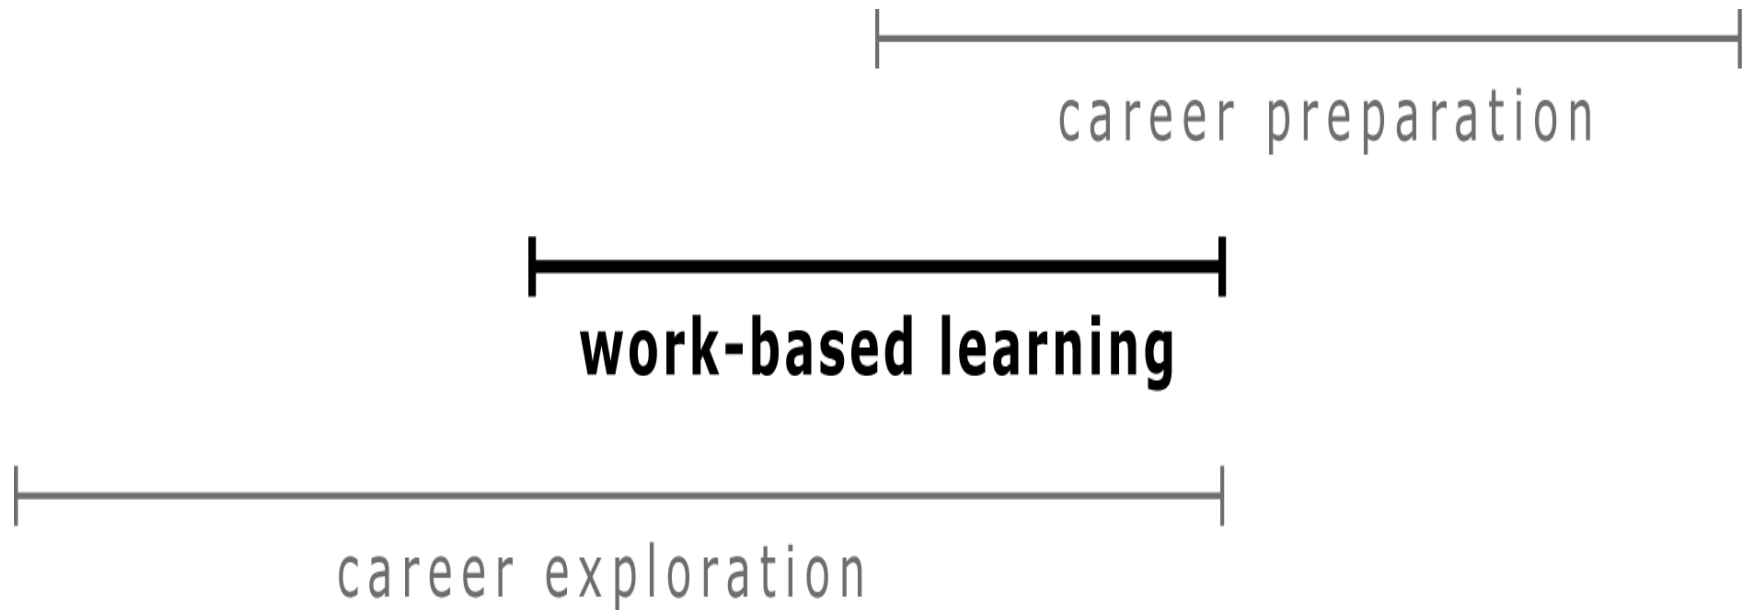 career preparation
work-based learning
career exploration